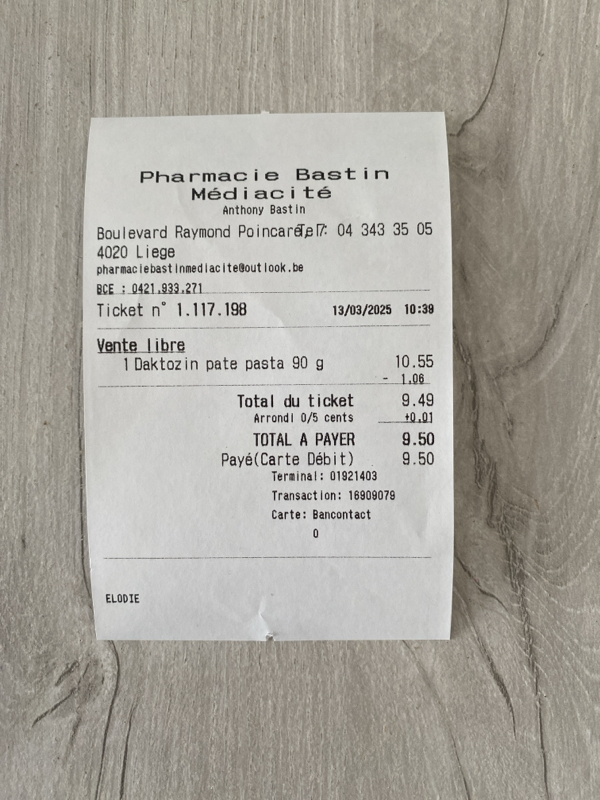 Pharmacie Bastin
Médiacité
Anthony Bastin
Boulevard Raymond Poincaré, 7 Tel: 04 343 35 05
4020 Liege
pharmaciebastinmediacite@outlook.be
BCE : 0421.933.271
Ticket n° 1.117.198 13/03/2025 10:39
Vente libre
1 Daktozin pate pasta 90 g 10.55
- 1.06
Total du ticket 9.49
Arrondi 0/5 cents +0.01
TOTAL A PAYER 9.50
Payé(Carte Débit) 9.50
Terminal: 01921403
Transaction: 16909079
Carte: Bancontact
0
ELODIE